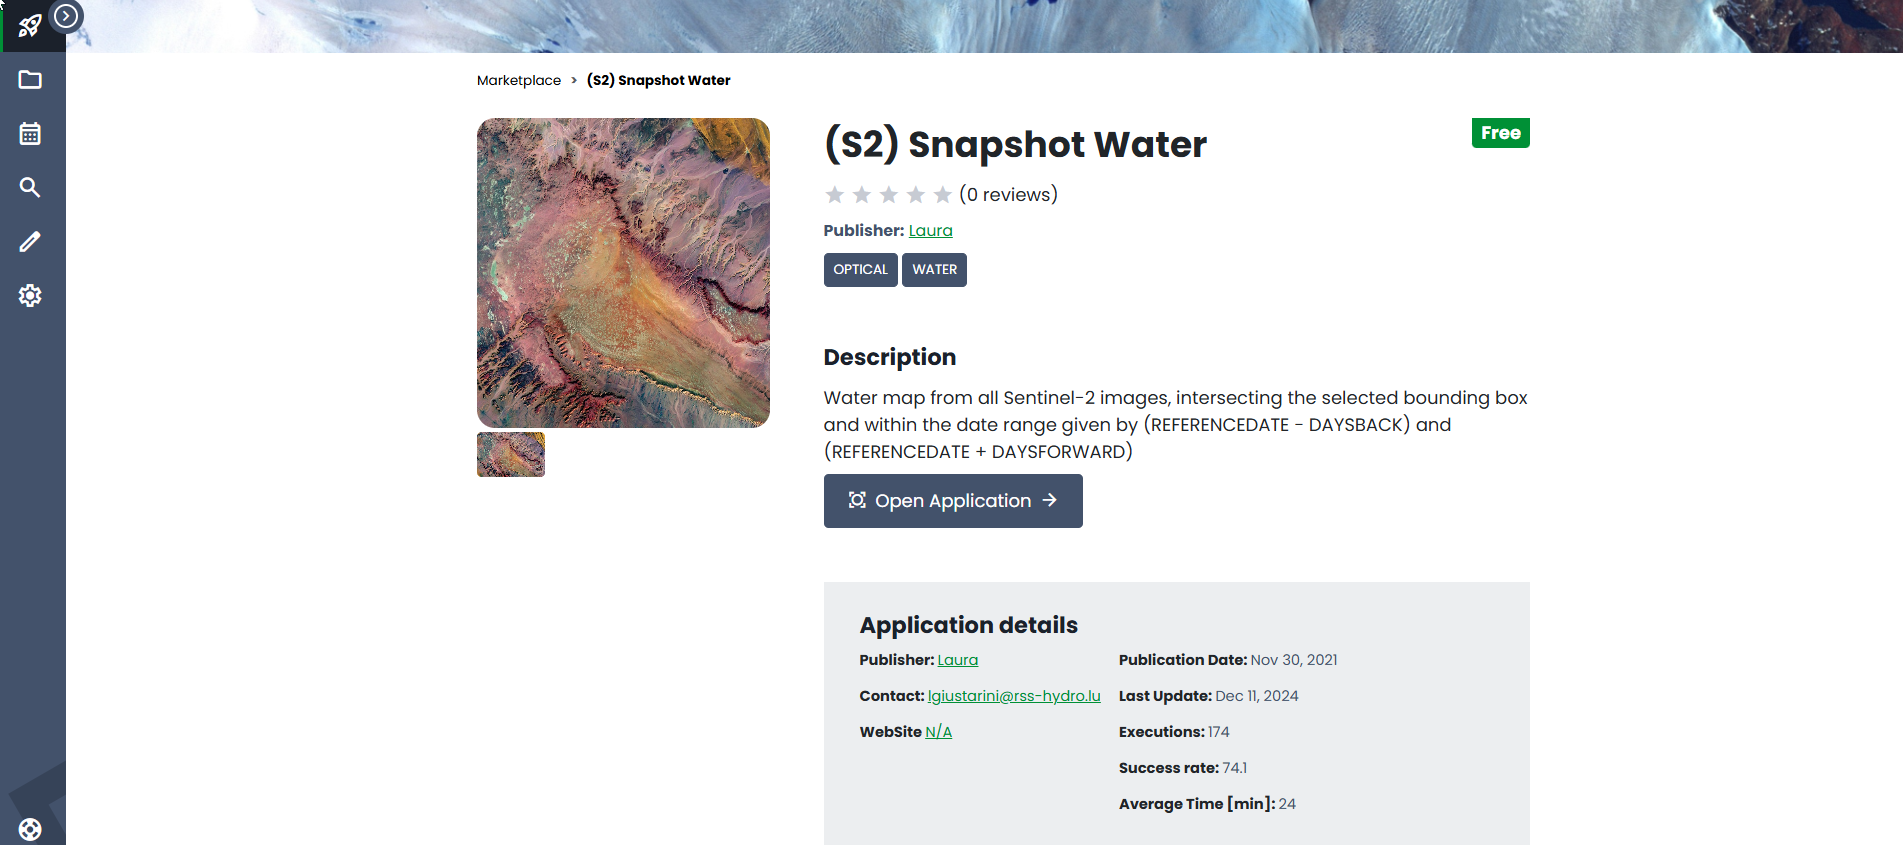 Marketplace > (S2) Snapshot Water
(S2) Snapshot Water
Free
(0 reviews)
Publisher: Laura
OPTICAL WATER
Description
Water map from all Sentinel-2 images, intersecting the selected bounding box
and within the date range given by (REFERENCEDATE - DAYSBACK) and
(REFERENCEDATE + DAYSFORWARD)
Open Application
Application details
Publisher: Laura
Publication Date: Nov 30, 2021
Contact: lgiustarini@rss-hydro.lu
Last Update: Dec 11, 2024
WebSite N/A
Executions: 174
Success rate: 74.1
Average Time [min]: 24